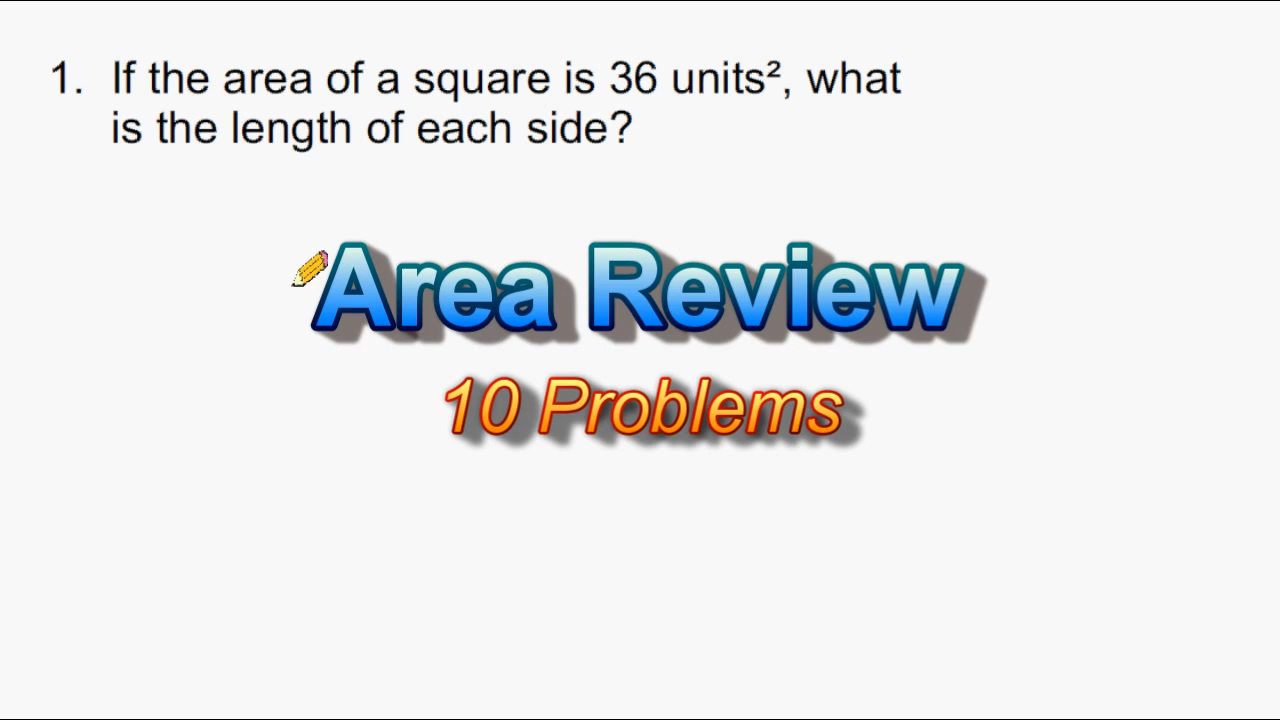 1. If the area of a square is 36 units², what
is the length of each side?
Area Review
10 Problems